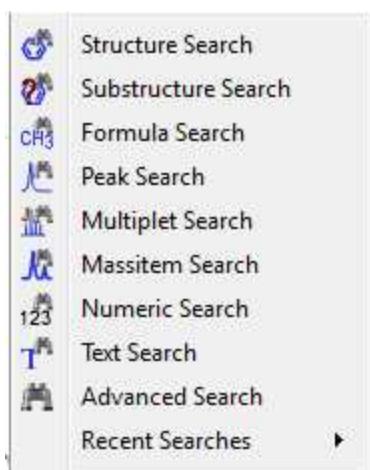 Structure Search
Substructure Search
CH3 Formula Search
Peak Search
Multiplet Search
Massitem Search
123 Numeric Search
T Text Search
Advanced Search
Recent Searches